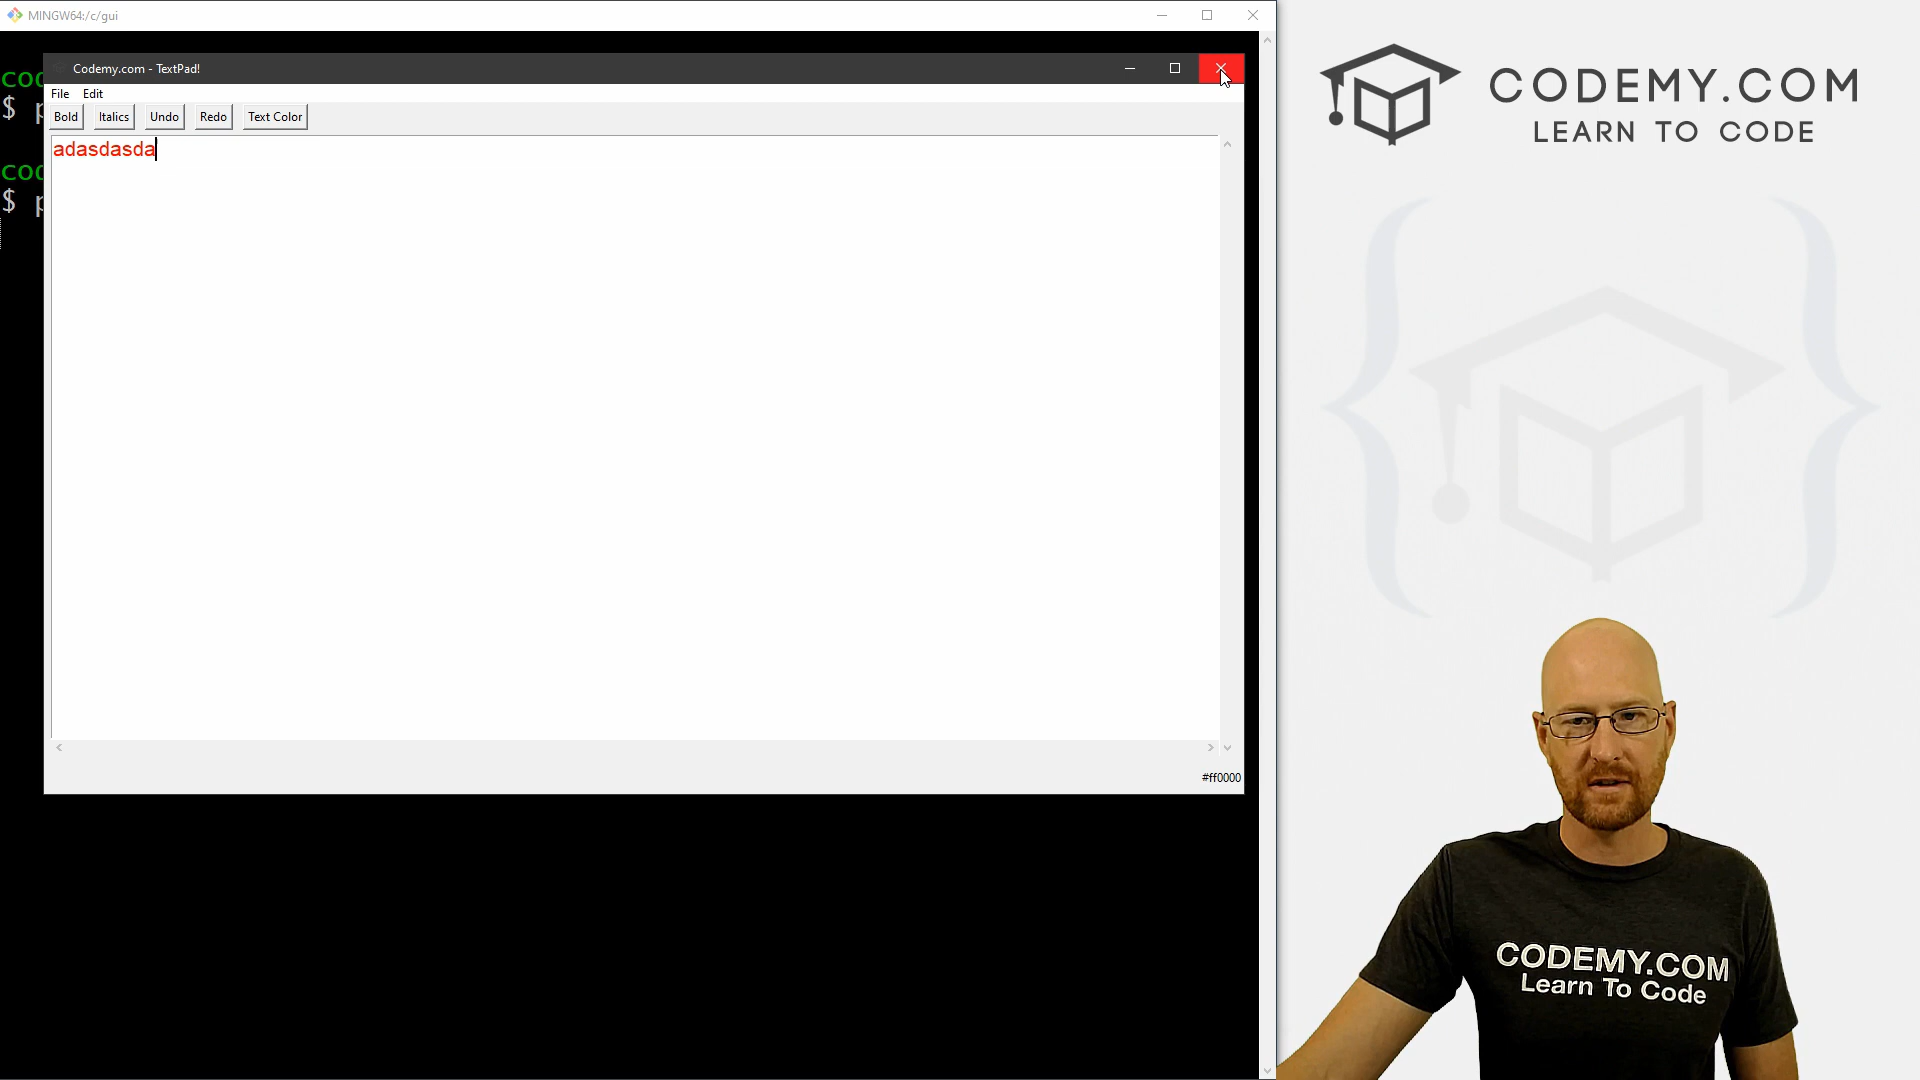 MINGW64:/c/gui
Codemy.com - TextPad!
File Edit
Bold Italics Undo Redo Text Color
adasdasda
#ff0000
$
$
CODEMY.COM
LEARN TO CODE
CODEMY.COM
Learn To Code